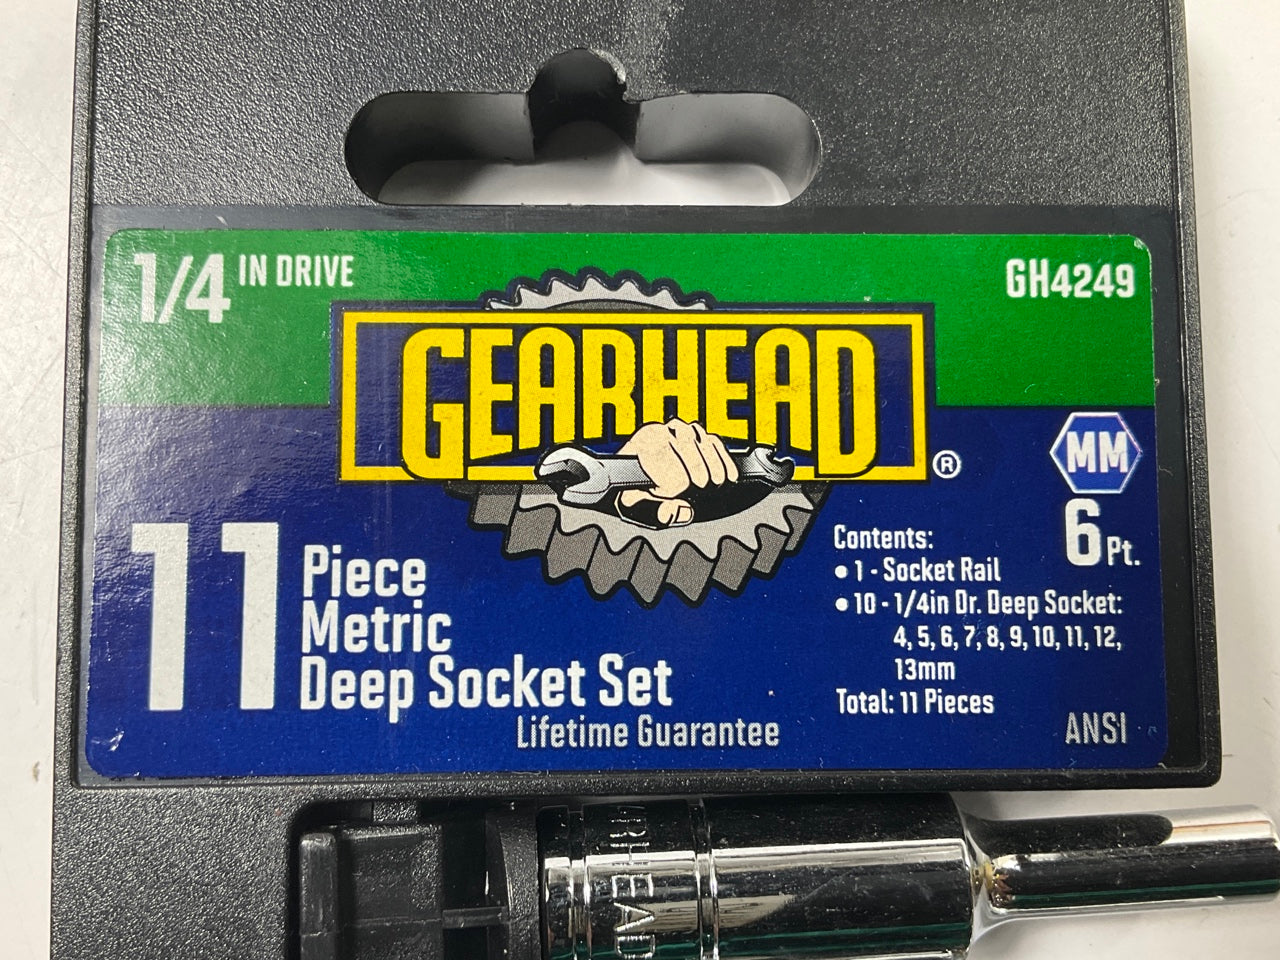 1/4 IN DRIVE
GH4249
GEARHEAD
®
MM
6 Pt.
11 Piece
Metric
Deep Socket Set
Lifetime Guarantee
Contents:
• 1 - Socket Rail
• 10 - 1/4in Dr. Deep Socket:
4, 5, 6, 7, 8, 9, 10, 11, 12,
13mm
Total: 11 Pieces
ANSI